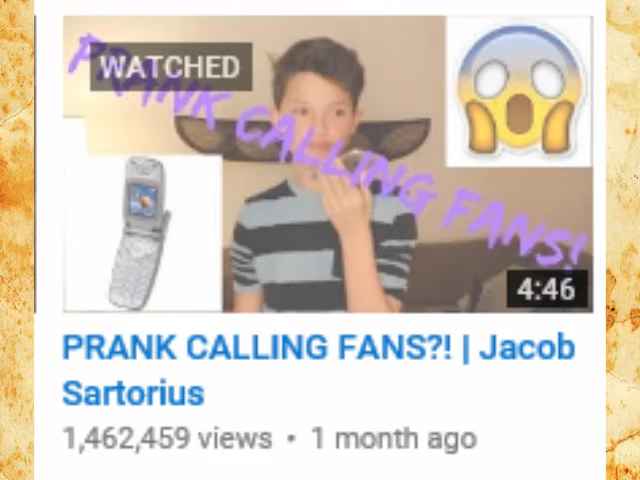 WATCHED
PRANK CALLING FANS!
4:46
PRANK CALLING FANS?! | Jacob
Sartorius
1,462,459 views • 1 month ago